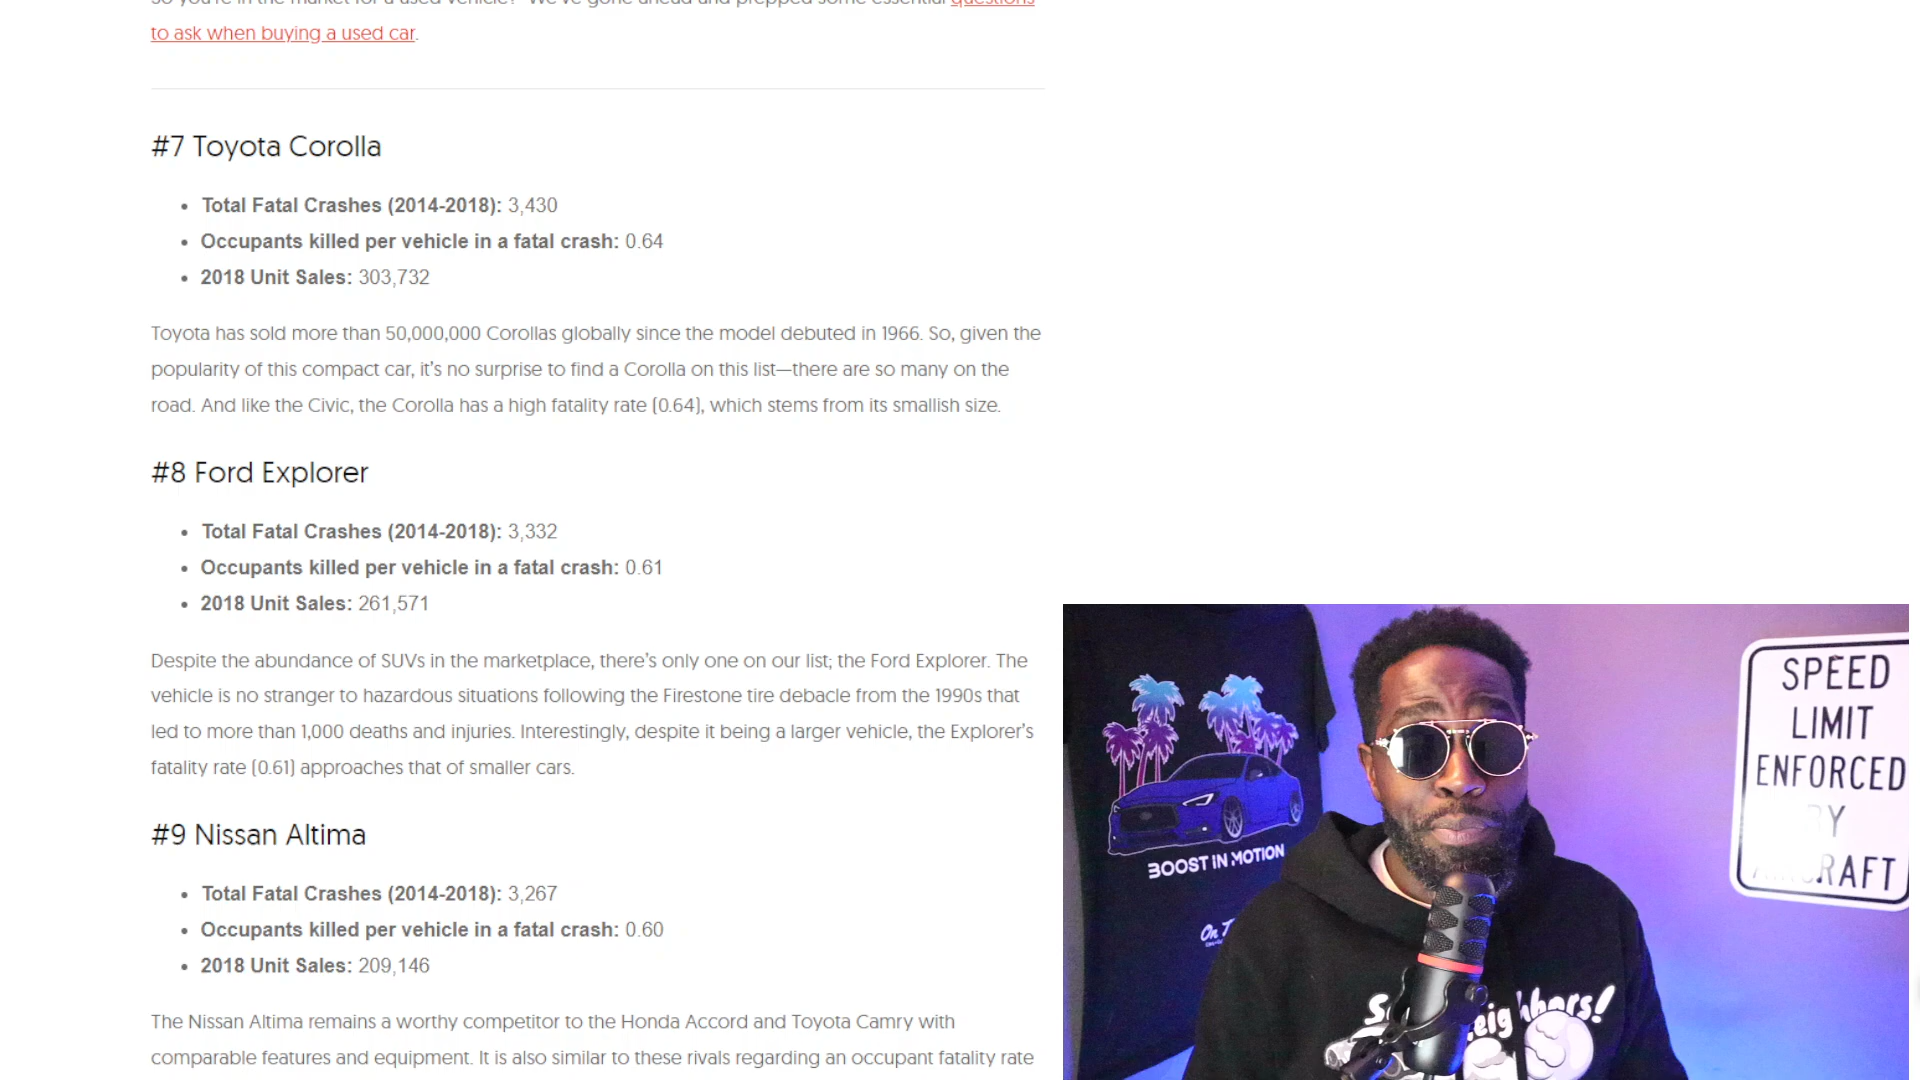 to ask when buying a used car.
#7 Toyota Corolla
• Total Fatal Crashes (2014-2018): 3,430
• Occupants killed per vehicle in a fatal crash: 0.64
• 2018 Unit Sales: 303,732
Toyota has sold more than 50,000,000 Corollas globally since the model debuted in 1966. So, given the
popularity of this compact car, it's no surprise to find a Corolla on this list—there are so many on the
road. And like the Civic, the Corolla has a high fatality rate (0.64), which stems from its smallish size.
#8 Ford Explorer
• Total Fatal Crashes (2014-2018): 3,332
• Occupants killed per vehicle in a fatal crash: 0.61
• 2018 Unit Sales: 261,571
Despite the abundance of SUVs in the marketplace, there's only one on our list; the Ford Explorer. The
vehicle is no stranger to hazardous situations following the Firestone tire debacle from the 1990s that
led to more than 1,000 deaths and injuries. Interestingly, despite it being a larger vehicle, the Explorer's
fatality rate (0.61) approaches that of smaller cars.
#9 Nissan Altima
• Total Fatal Crashes (2014-2018): 3,267
• Occupants killed per vehicle in a fatal crash: 0.60
• 2018 Unit Sales: 209,146
The Nissan Altima remains a worthy competitor to the Honda Accord and Toyota Camry with
comparable features and equipment. It is also similar to these rivals regarding an occupant fatality rate
BOOST IN MOTION
On
SPEED
LIMIT
ENFORCED